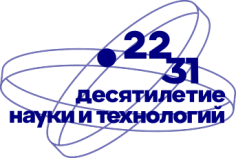 22
31
десятилетие
науки и технологий